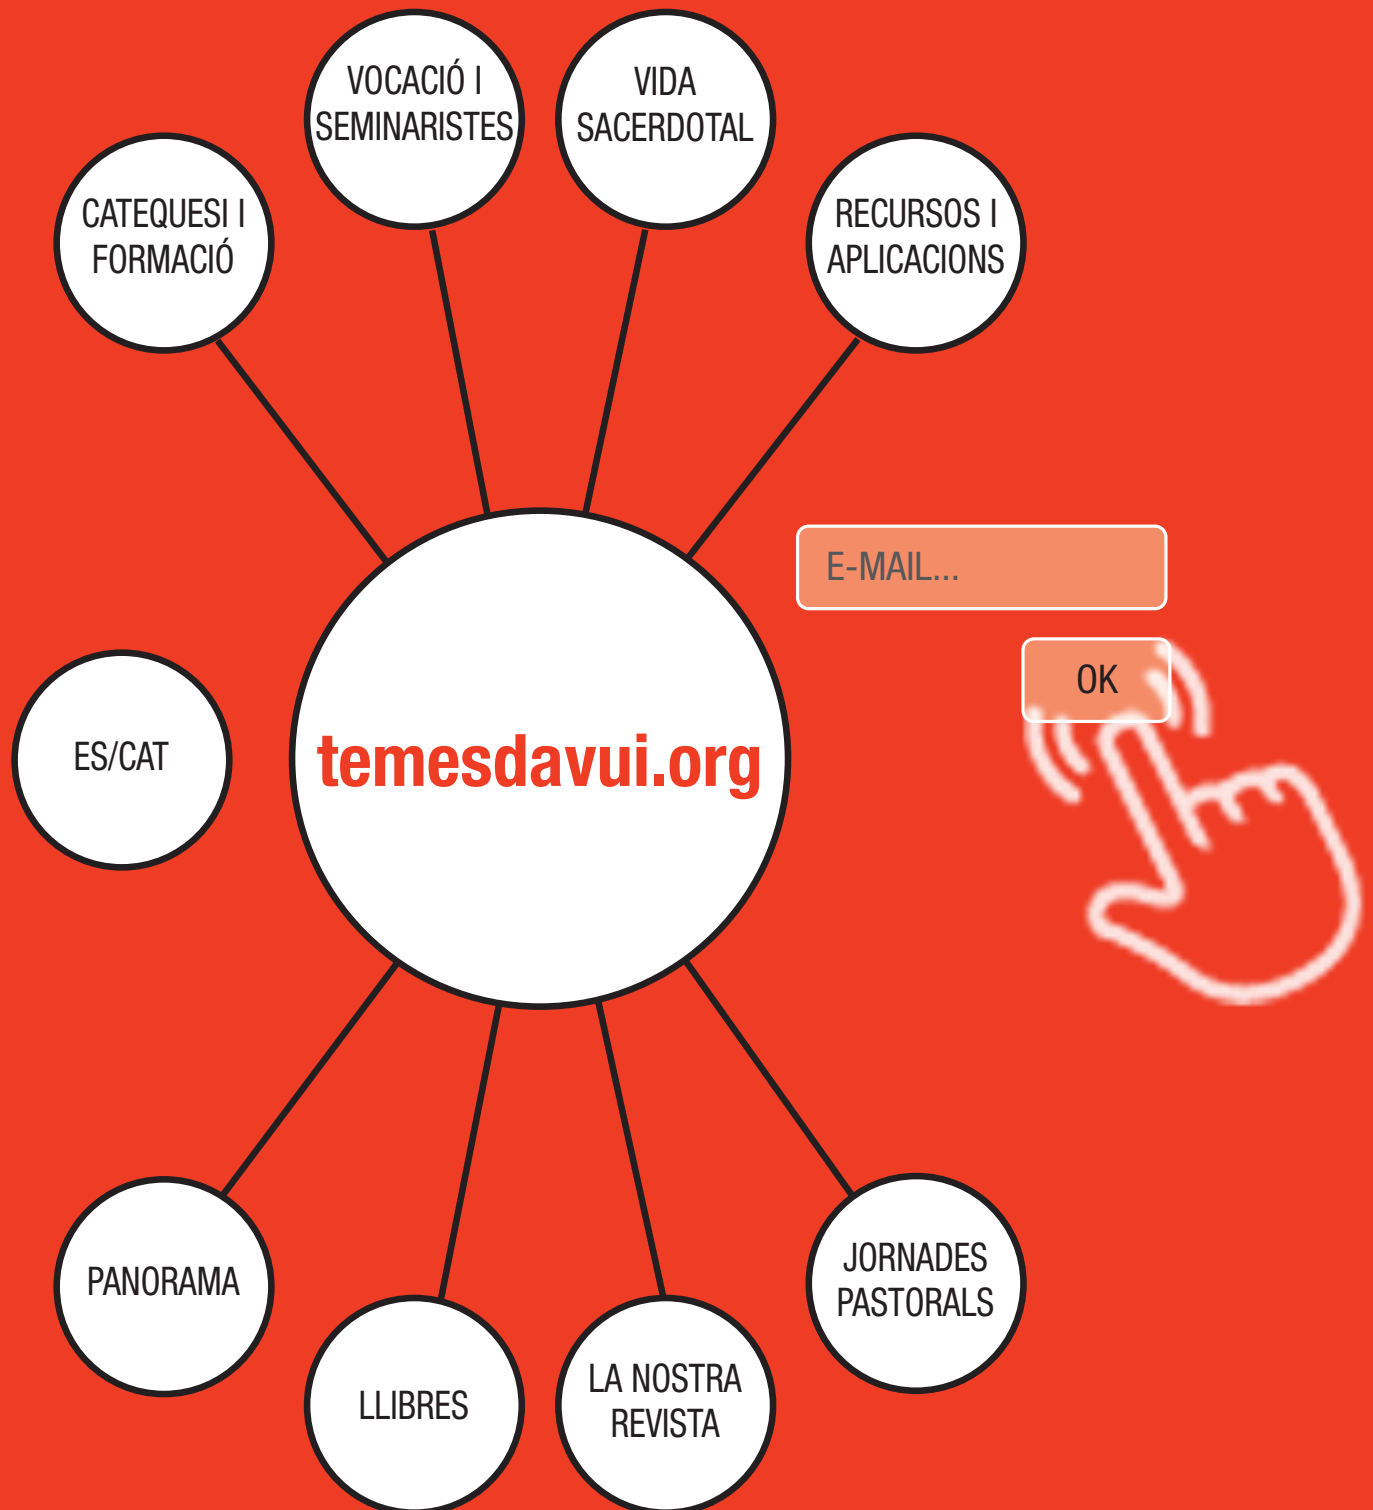 VOCACIÓ I
SEMINARISTES
VIDA
SACERDOTAL
CATEQUESI I
FORMACIÓ
RECURSOS I
APLICACIONS
E-MAIL...
OK
ES/CAT
temesdavui.org
PANORAMA
JORNADES
PASTORALS
LLIBRES
LA NOSTRA
REVISTA